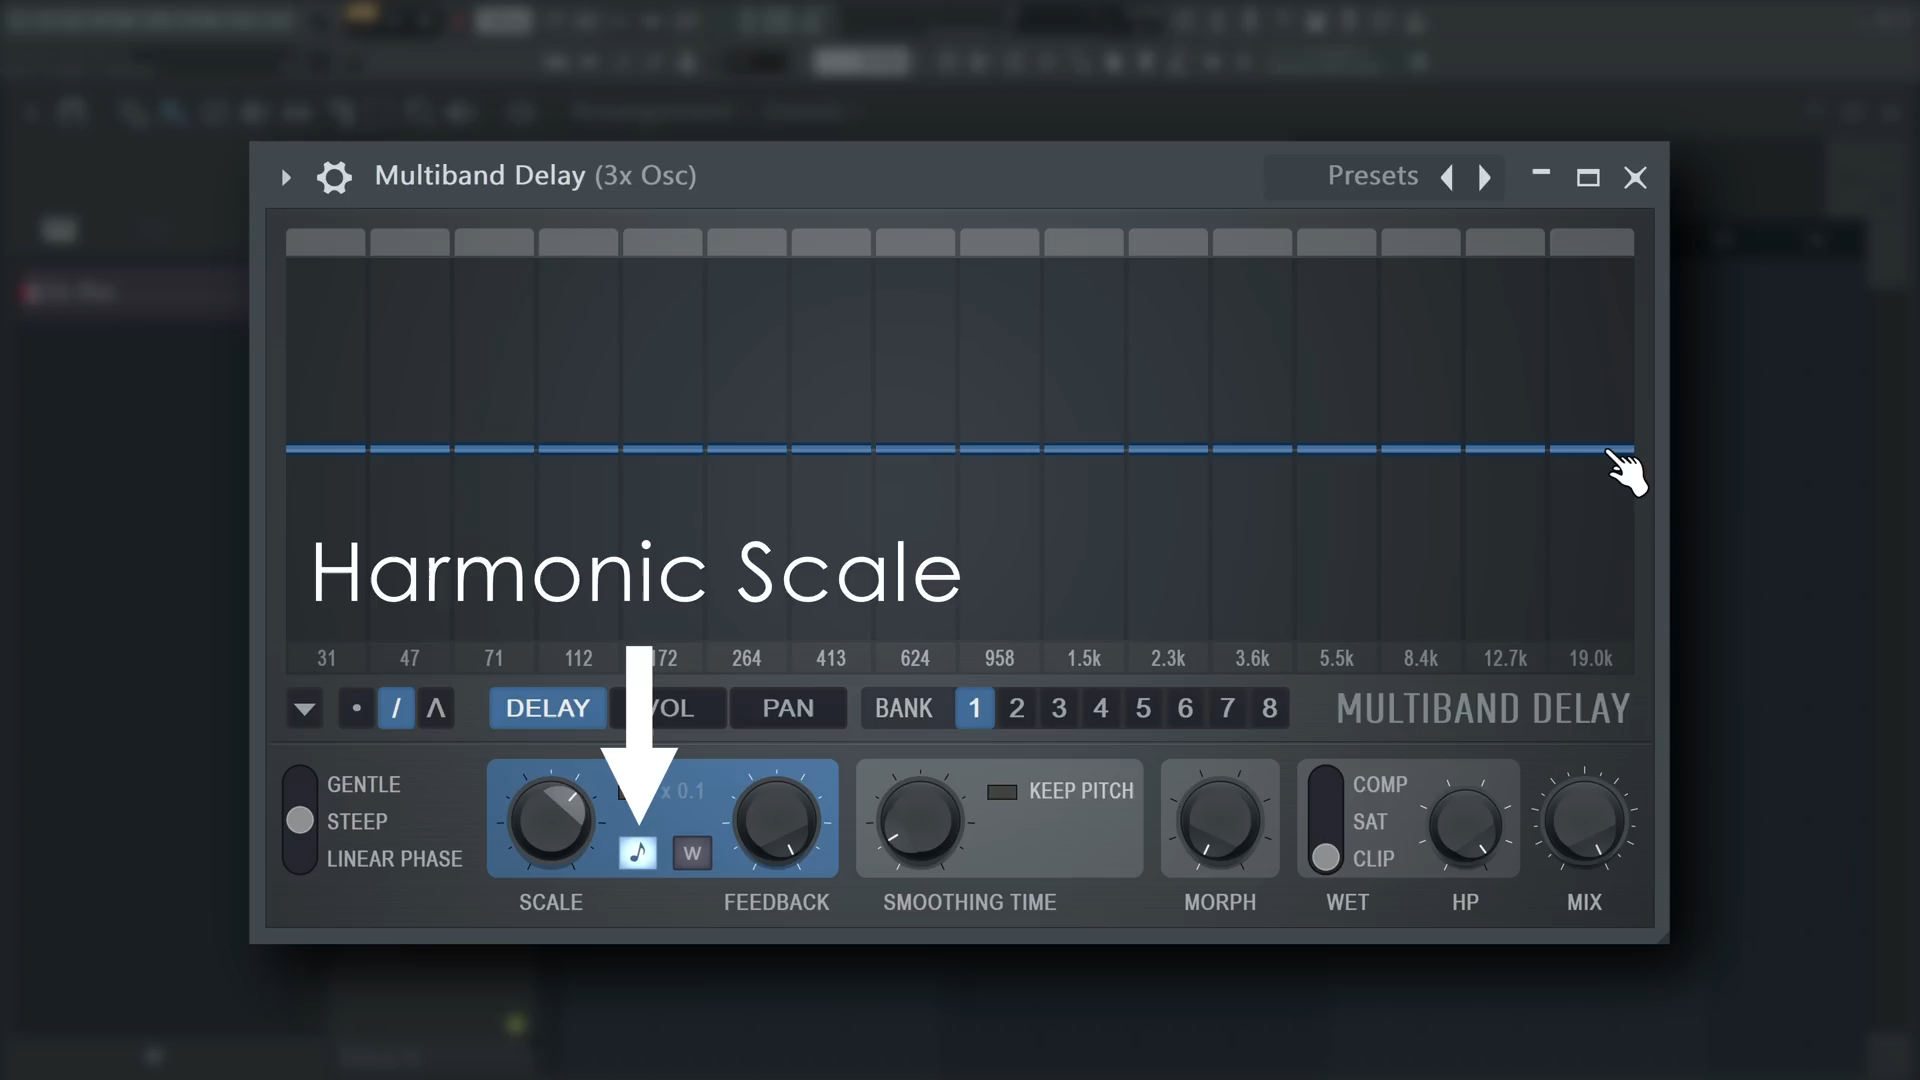 Multiband Delay (3x Osc)
Presets
Harmonic Scale
31 47 71 112 172 264 413 624 958 1.5k 2.3k 3.6k 5.5k 8.4k 12.7k 19.0k
DELAY VOL PAN BANK 1 2 3 4 5 6 7 8 MULTIBAND DELAY
GENTLE
STEEP
LINEAR PHASE
x 0.1
W
SCALE
FEEDBACK
KEEP PITCH
SMOOTHING TIME
MORPH
COMP
SAT
CLIP
WET
HP
MIX